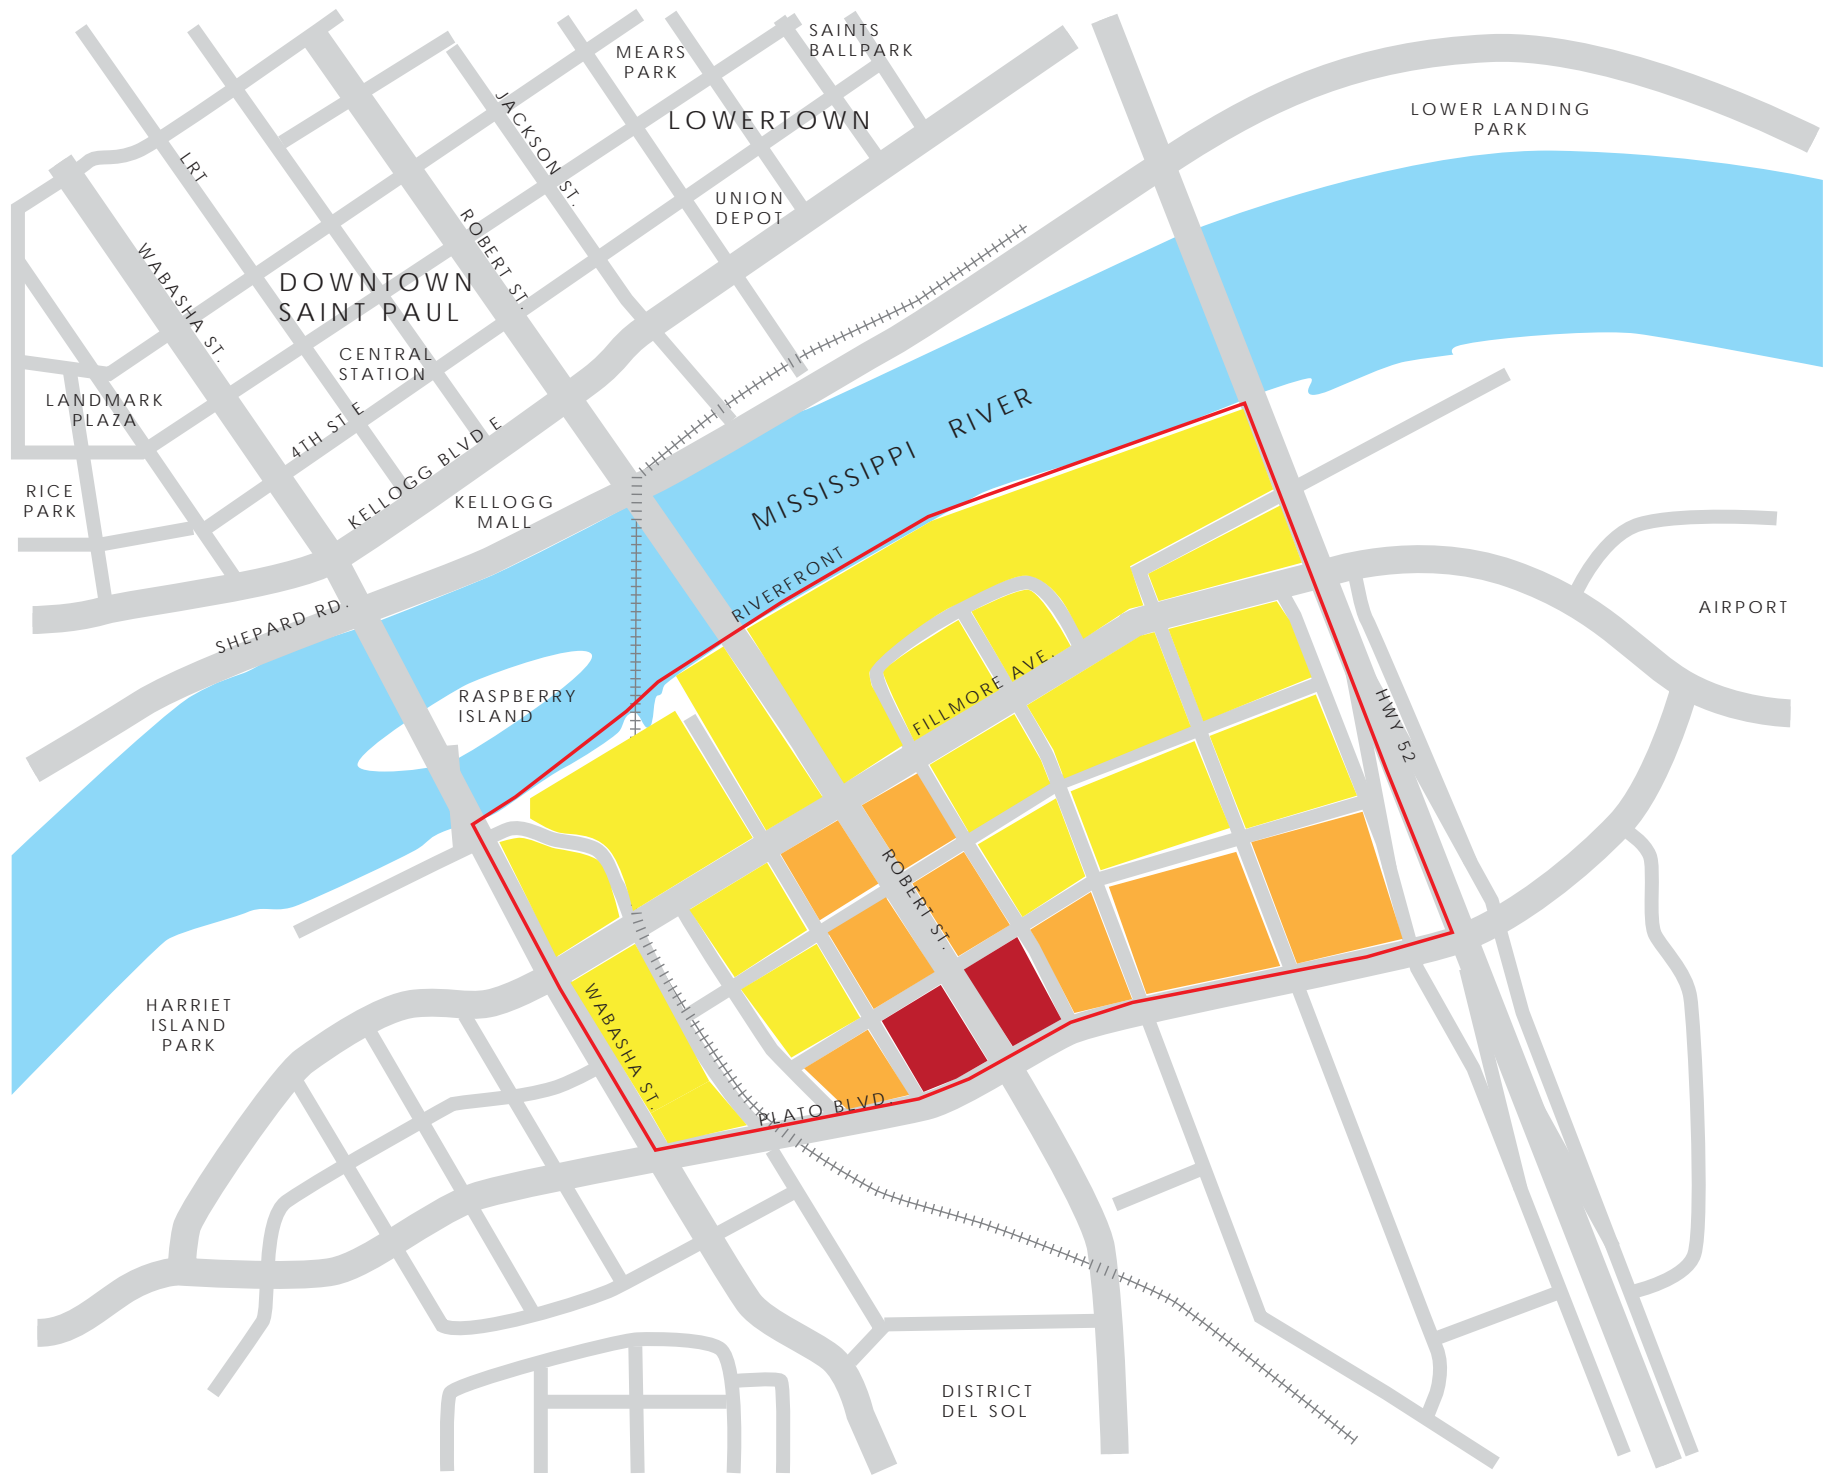 SAINTS
BALLPARK
MEARS
PARK
LOWERTOWN
JACKSON ST.
LOWER LANDING
PARK
LRT
UNION
DEPOT
ROBERT ST.
WABASHA ST.
DOWNTOWN
SAINT PAUL
CENTRAL
STATION
LANDMARK
PLAZA
4TH ST E
KELLOGG BLVD E
RICE
PARK
KELLOGG
MALL
MISSISSIPPI RIVER
RIVERFRONT
SHEPARD RD.
AIRPORT
RASPBERRY
ISLAND
FILLMORE AVE.
HWY 52
ROBERT ST.
HARRIET
ISLAND
PARK
WABASHA ST.
PLATO BLVD.
DISTRICT
DEL SOL